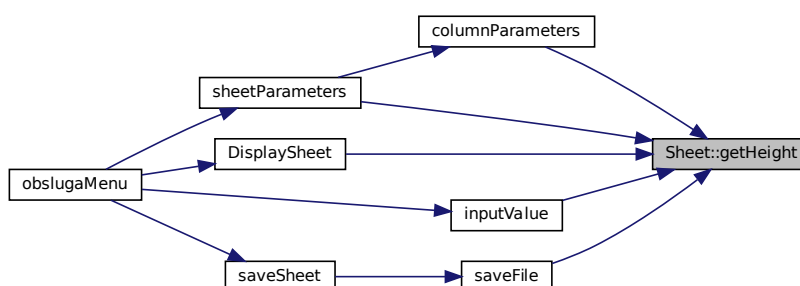 columnParameters
sheetParameters
DisplaySheet
Sheet::getHeight
obslugaMenu
inputValue
saveSheet
saveFile